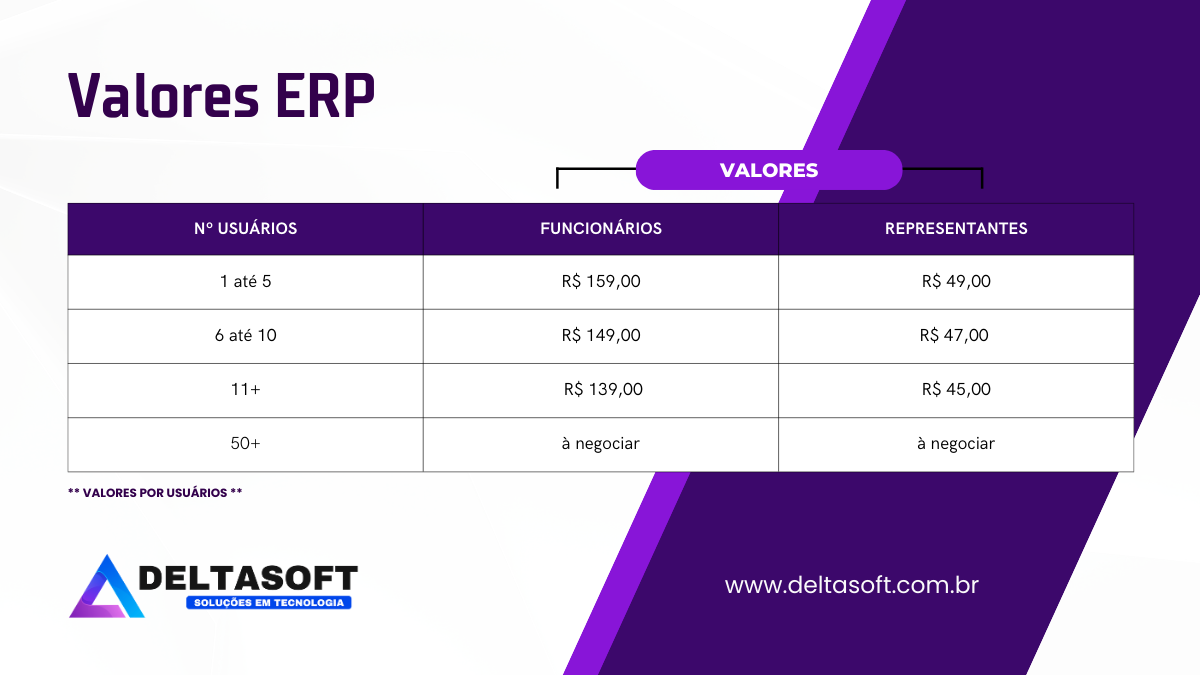 Valores ERP
VALORES
Nº USUÁRIOS FUNCIONÁRIOS REPRESENTANTES
1 até 5 R$ 159,00 R$ 49,00
6 até 10 R$ 149,00 R$ 47,00
11+ R$ 139,00 R$ 45,00
50+ à negociar à negociar
** VALORES POR USUÁRIOS **
DELTASOFT
SOLUÇÕES EM TECNOLOGIA
www.deltasoft.com.br